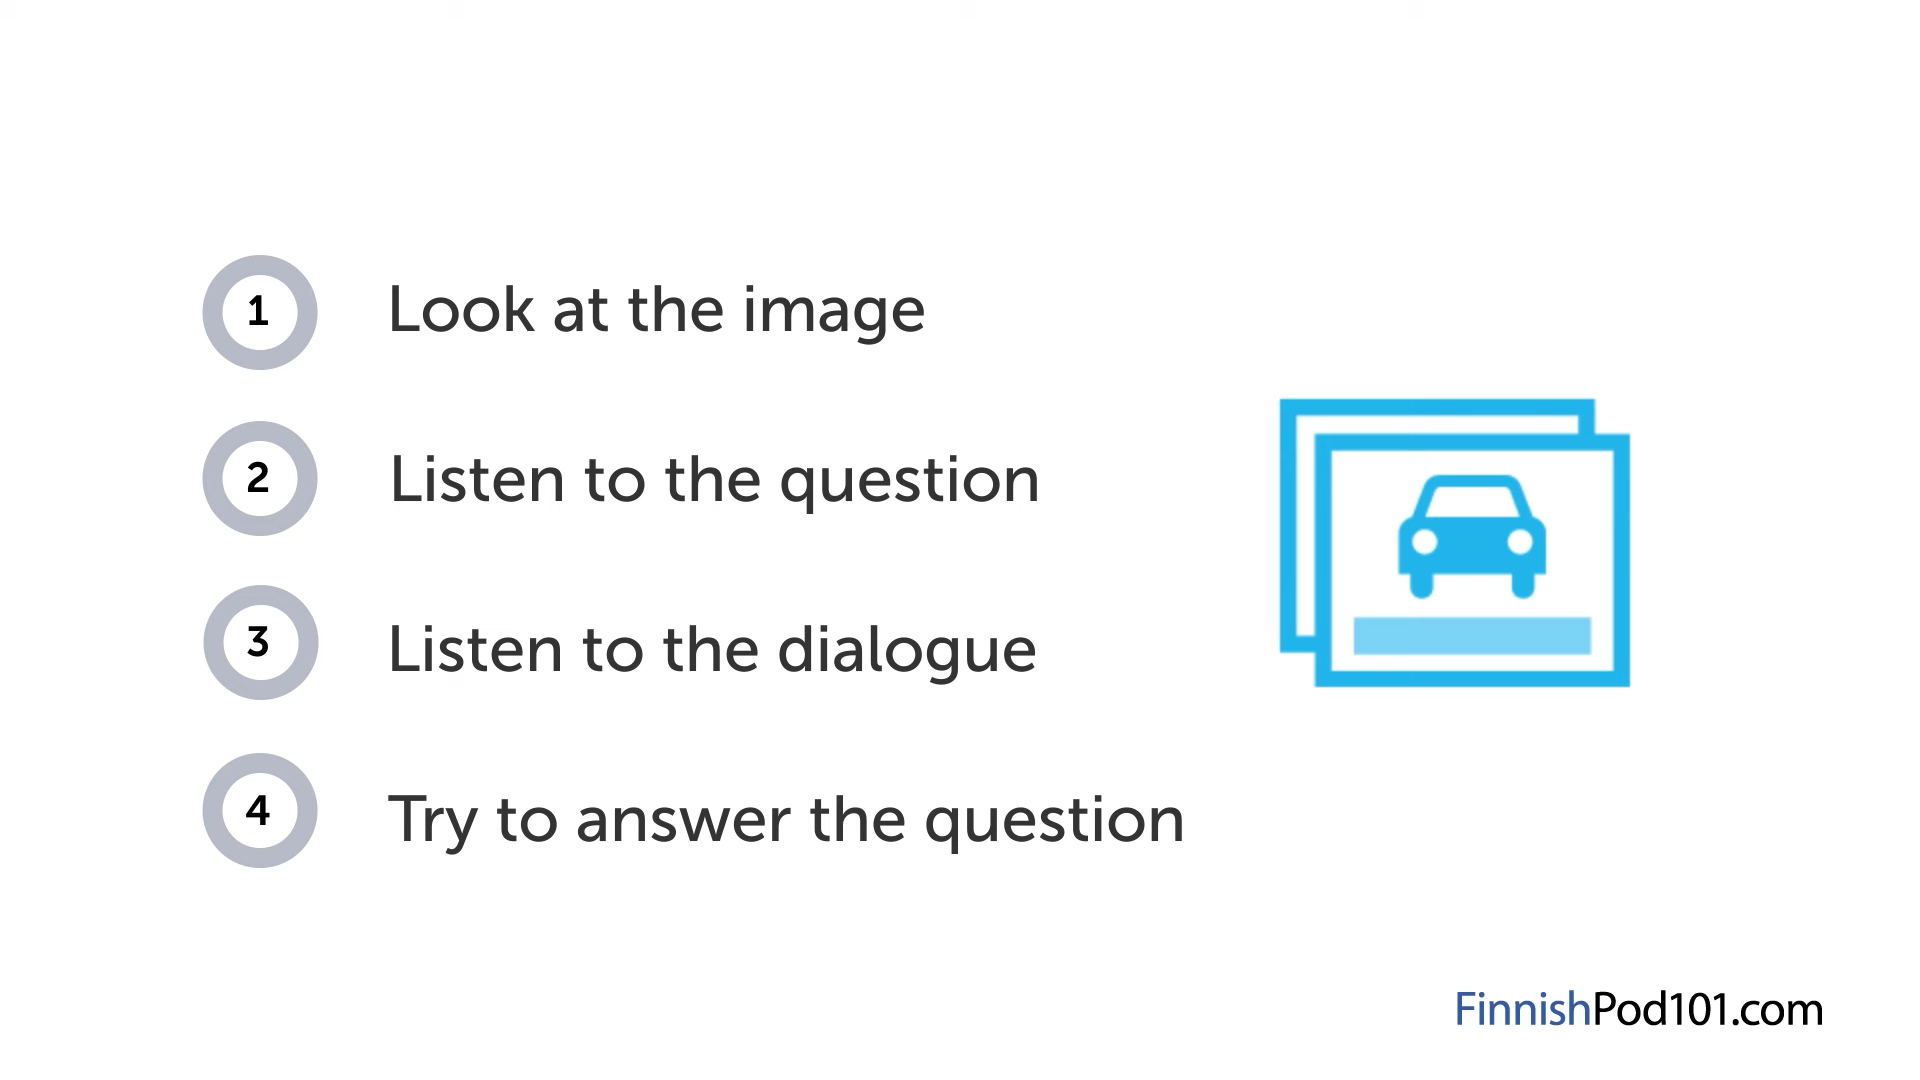 1 Look at the image
2 Listen to the question
3 Listen to the dialogue
4 Try to answer the question
FinnishPod101.com